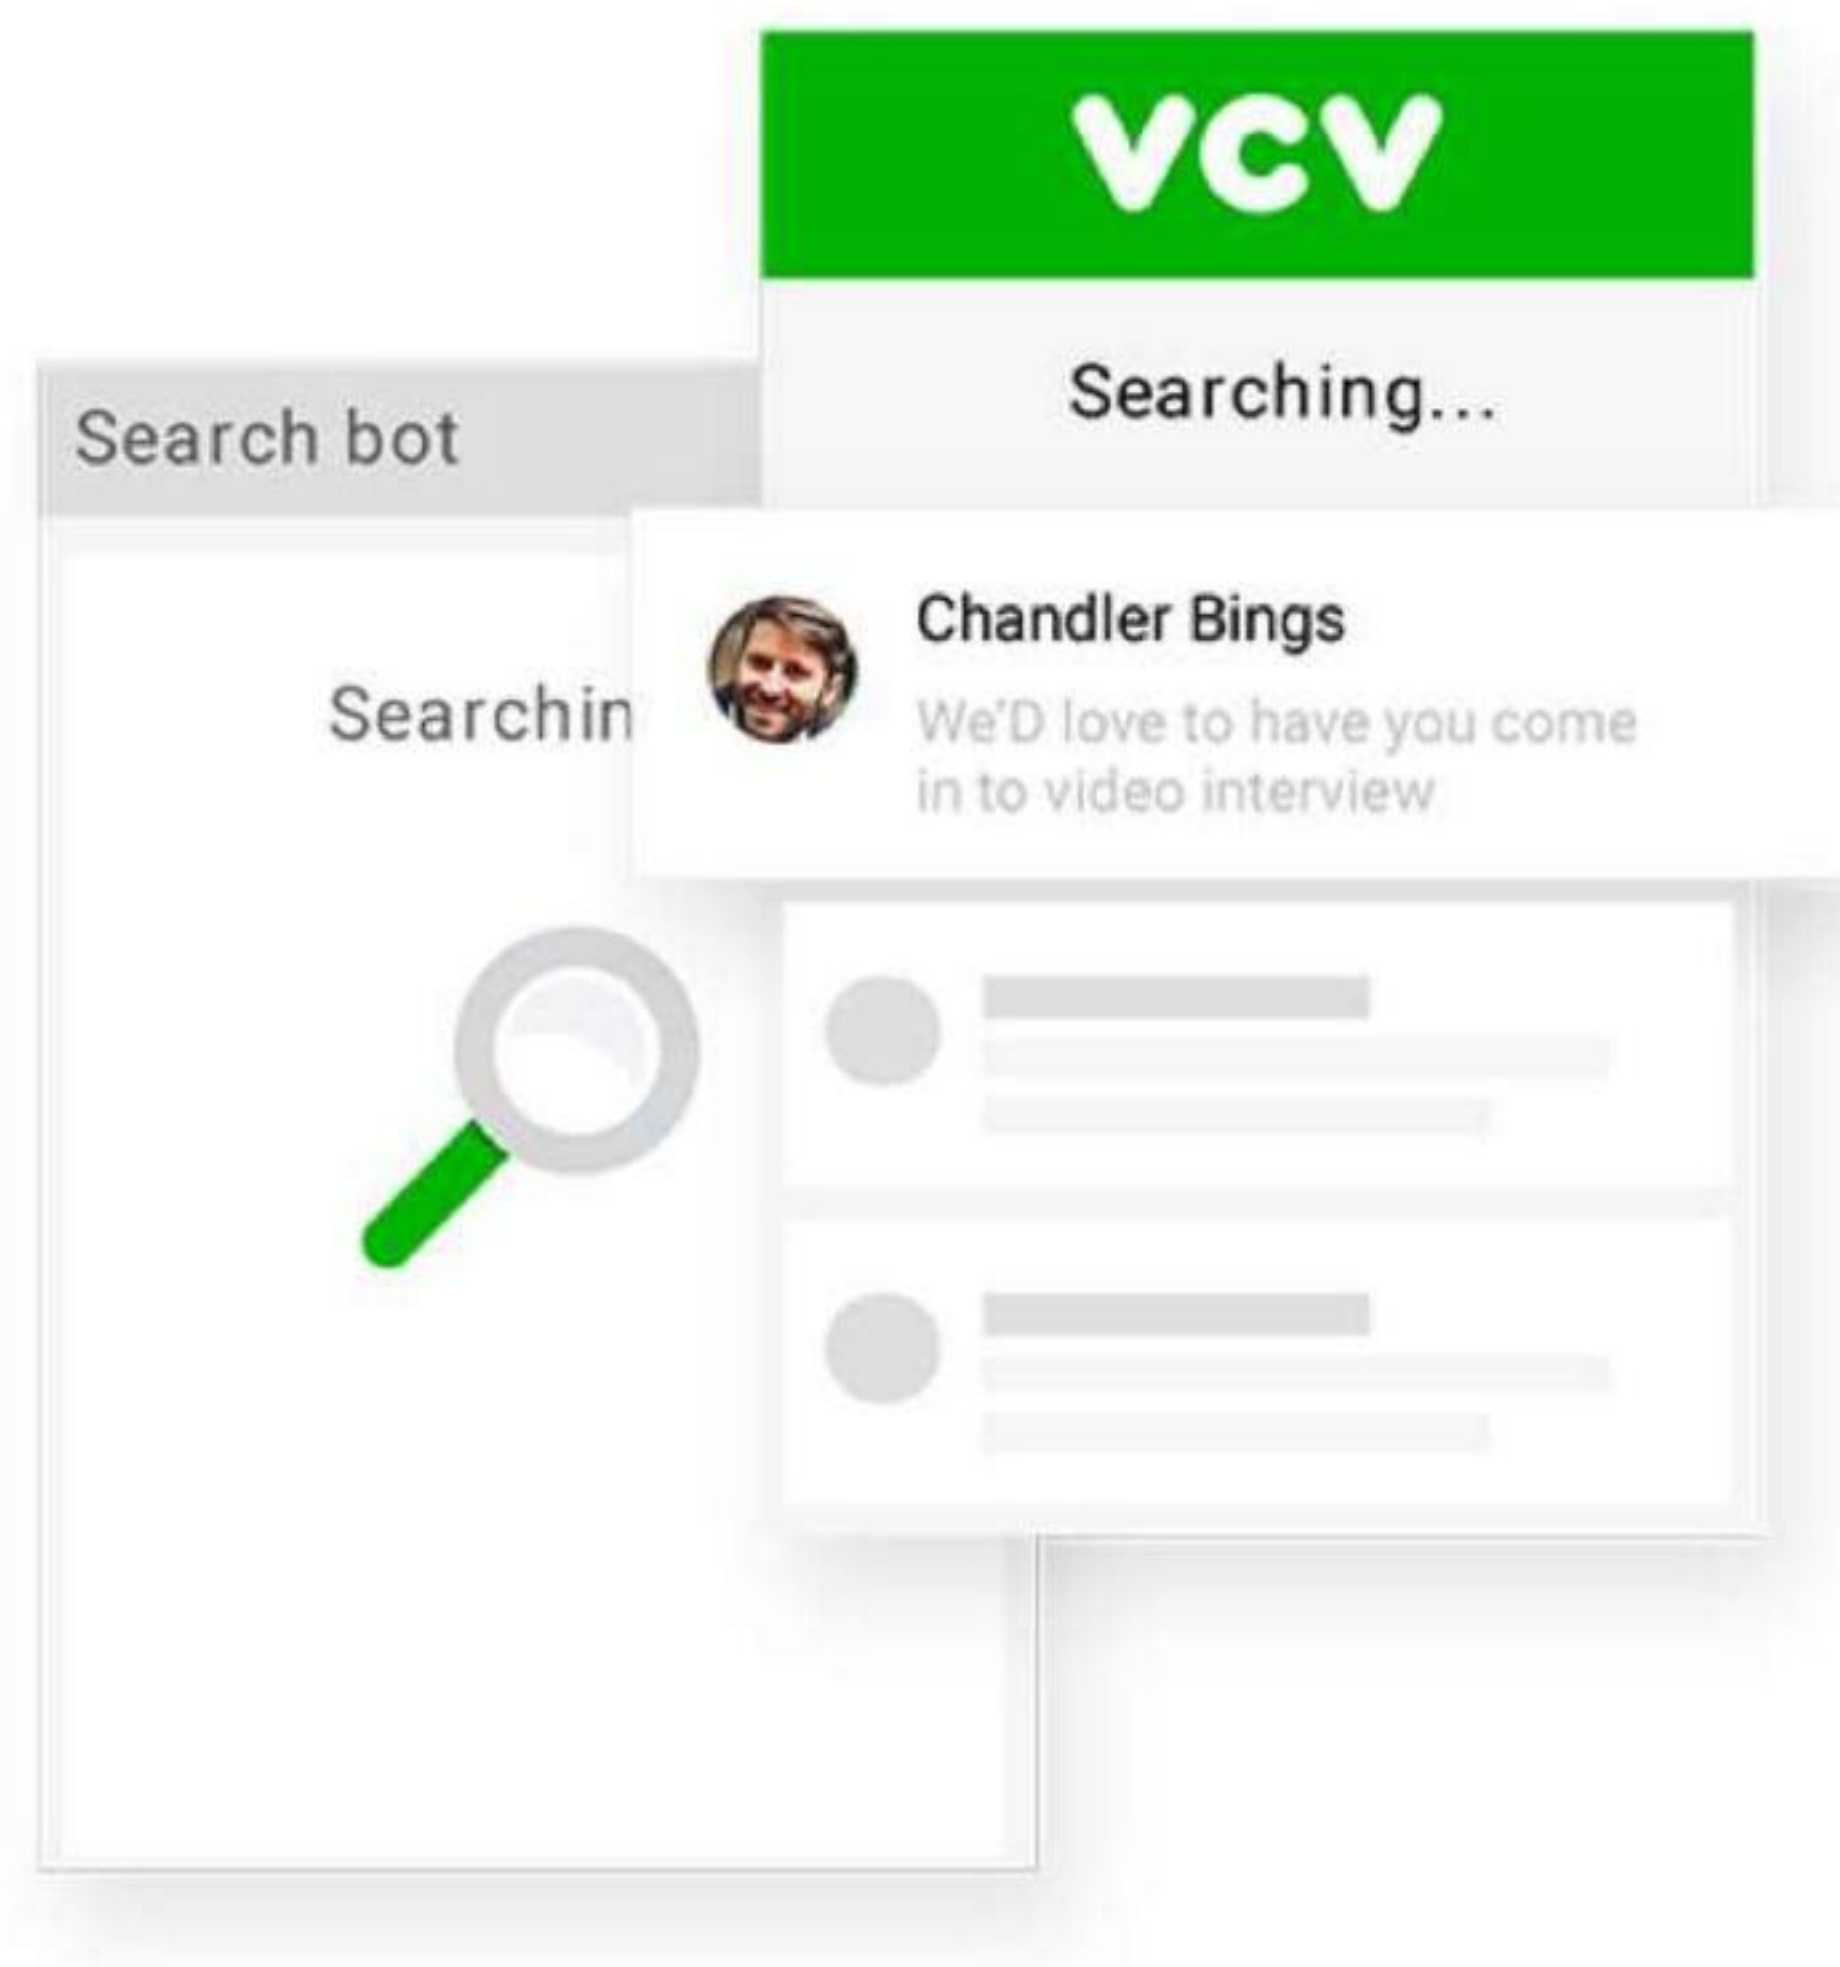 vcv
Searching...
Search bot
Chandler Bings
We'D love to have you come
in to video interview
Searchin